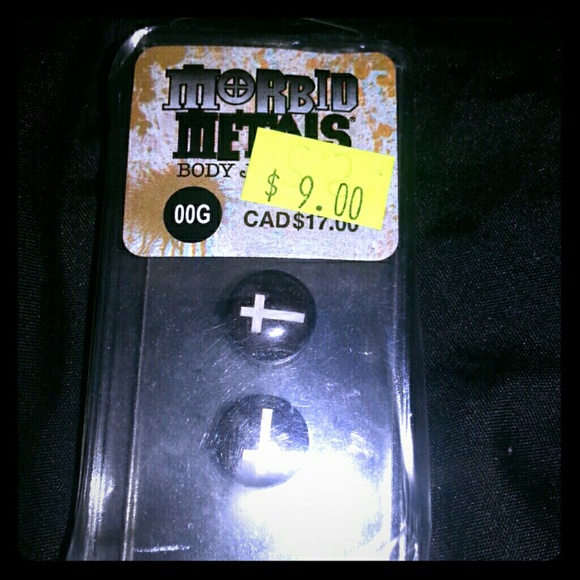 MORBID
METALS
BODY
$ 9.00
00G
CAD$17.00